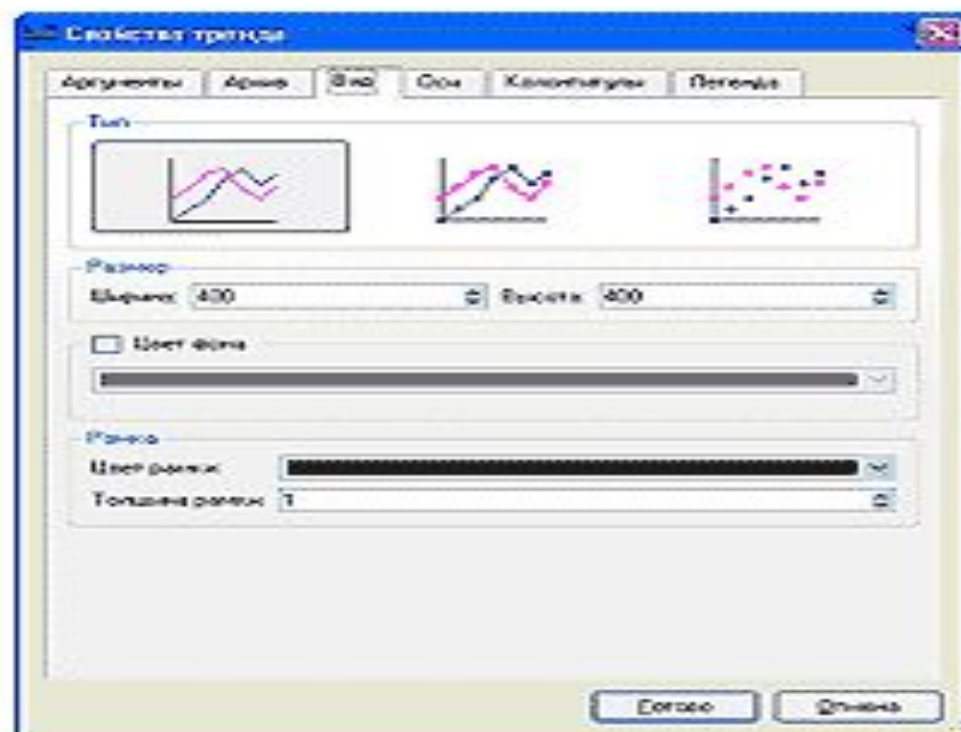 Свойства тренда
Аргументы Архив Вид Оси Колонтитулы Легенда
Тип
Размер
Ширина: 400 Высота: 400
Цвет фона
Рамка
Цвет рамки:
Толщина рамки: 1
Готово Отмена